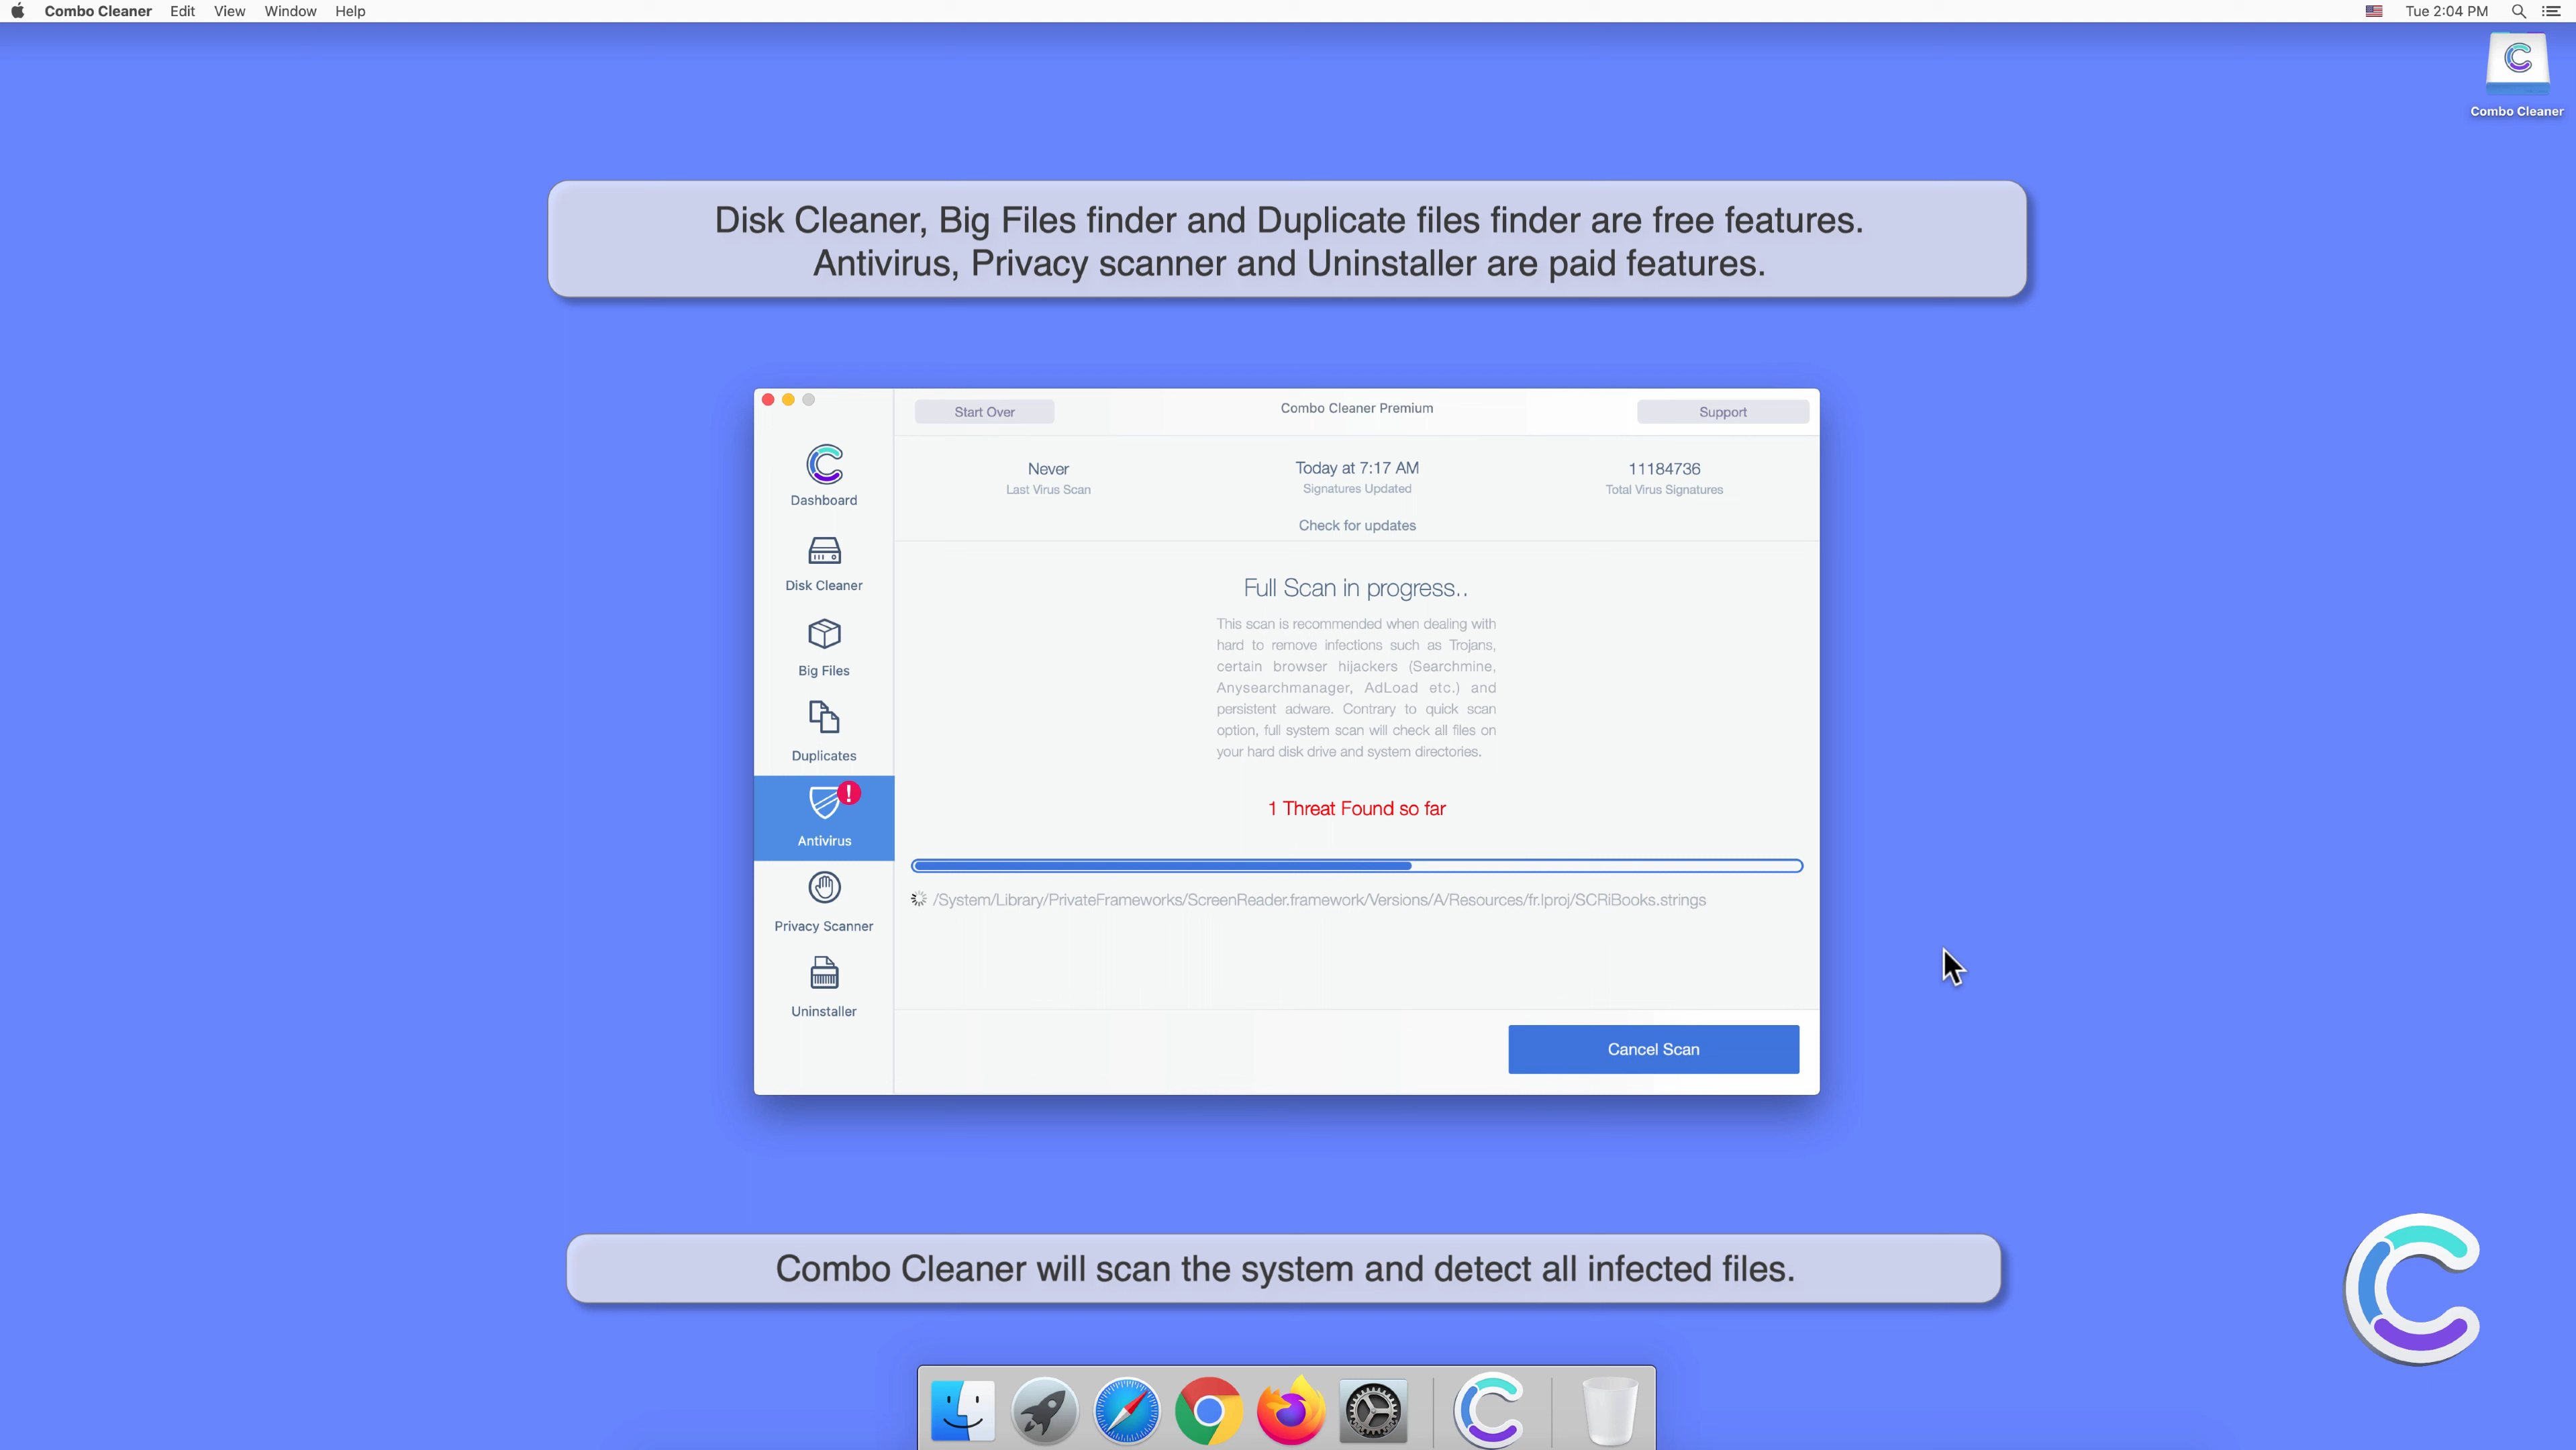 Combo Cleaner Edit View Window Help
Tue 2:04 PM
Combo Cleaner
Disk Cleaner, Big Files finder and Duplicate files finder are free features.
Antivirus, Privacy scanner and Uninstaller are paid features.
Start Over
Combo Cleaner Premium
Support
Dashboard
Disk Cleaner
Big Files
Duplicates
Antivirus
Privacy Scanner
Uninstaller
Never
Last Virus Scan
Today at 7:17 AM
Signatures Updated
11184736
Total Virus Signatures
Check for updates
Full Scan in progress..
This scan is recommended when dealing with
hard to remove infections such as Trojans,
certain browser hijackers (Searchmine,
Anysearchmanager, AdLoad etc.) and
persistent adware. Contrary to quick scan
option, full system scan will check all files on
your hard disk drive and system directories.
1 Threat Found so far
/System/Library/PrivateFrameworks/ScreenReader.framework/Versions/A/Resources/fr.lproj/SCRiBooks.strings
Cancel Scan
Combo Cleaner will scan the system and detect all infected files.